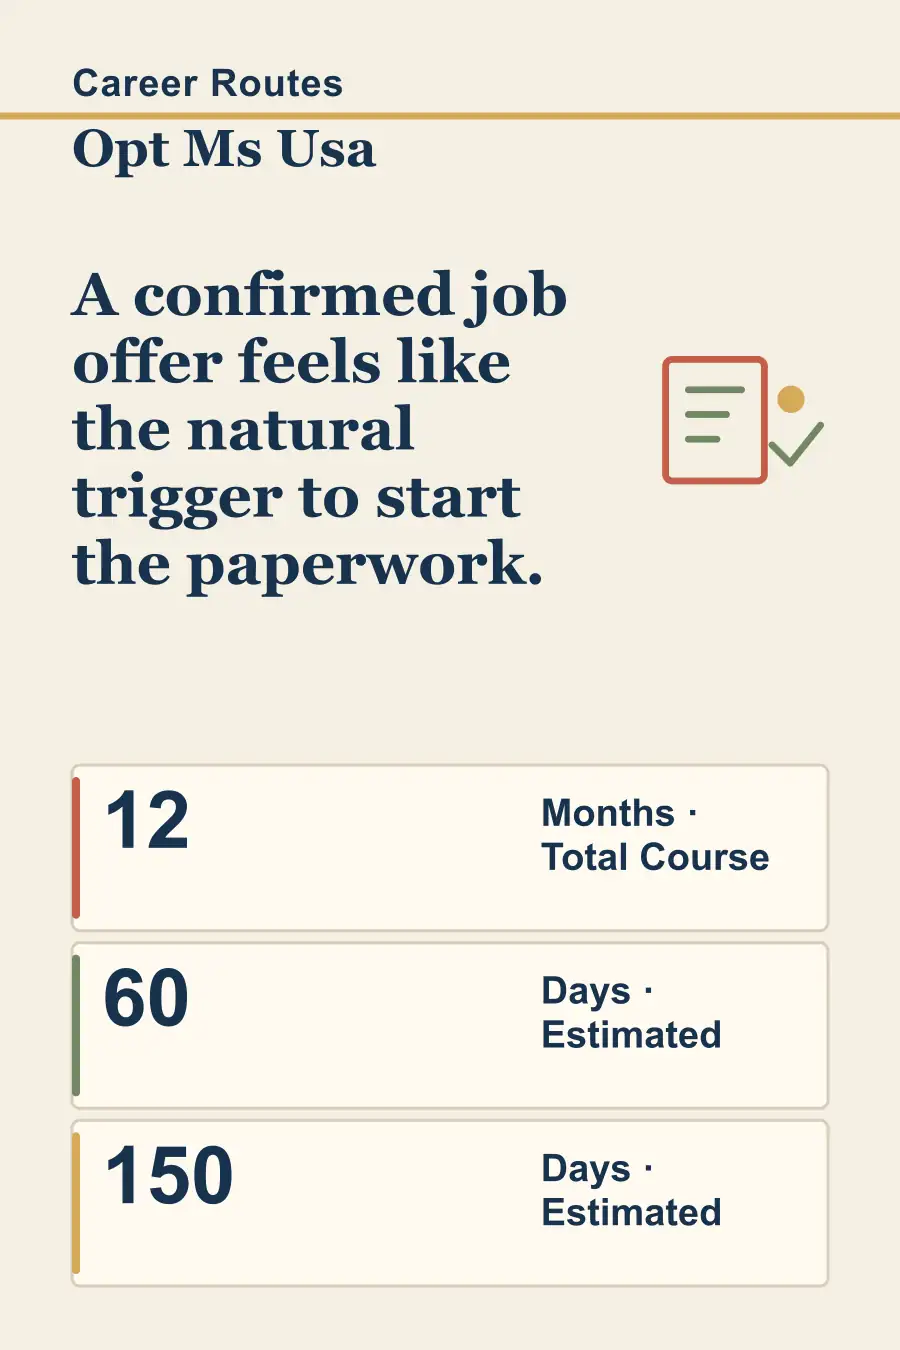 Career Routes
Opt Ms Usa
A confirmed job
offer feels like
the natural
trigger to start
the paperwork.
12
Months ·
Total Course
60
Days ·
Estimated
150
Days ·
Estimated